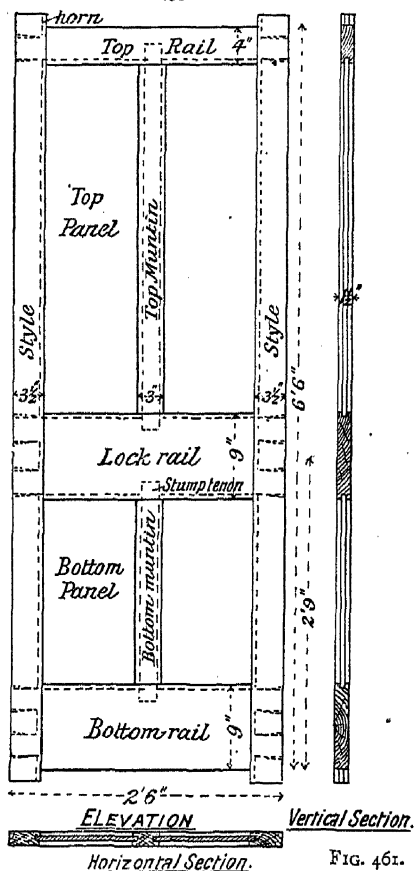 horn
Top Rail
4"
Top
Panel
Top Muntin
Style
Style
3½"
3"
3½"
6'6"
Lock rail
9"
Stump tenon
Bottom
Panel
Bottom muntin
2'9"
Bottom rail
9"
2'6"
ELEVATION
Vertical Section.
Horizontal Section.
FIG. 461.